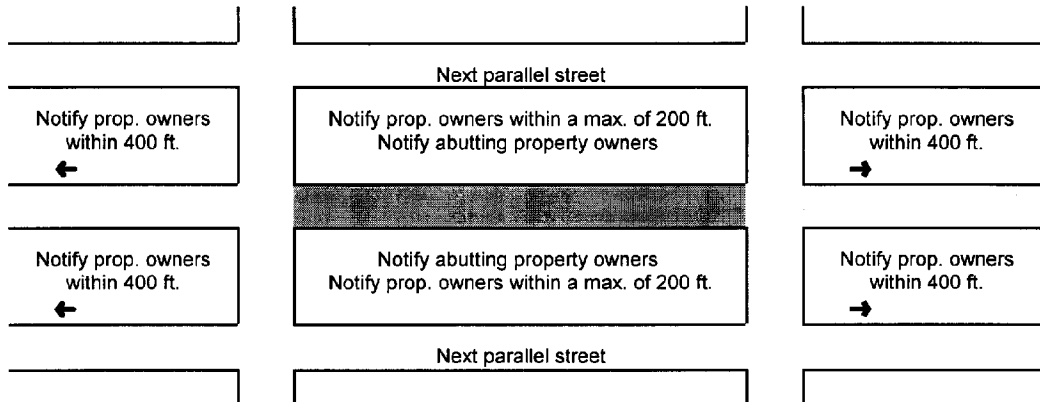 Next parallel street
Notify prop. owners
within 400 ft.
Notify prop. owners within a max. of 200 ft.
Notify abutting property owners
Notify prop. owners
within 400 ft.
Notify prop. owners
within 400 ft.
Notify abutting property owners
Notify prop. owners within a max. of 200 ft.
Notify prop. owners
within 400 ft.
Next parallel street